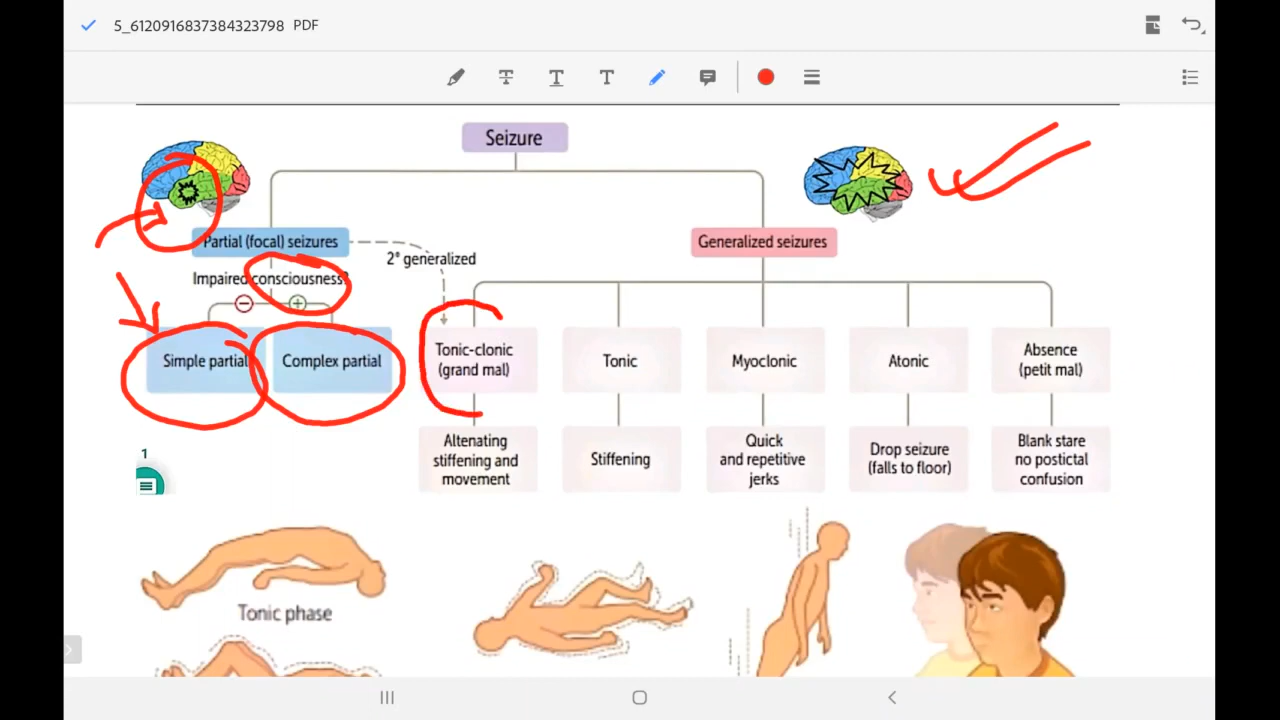 5_6120916837384323798 PDF
Seizure
Partial (focal) seizures
Generalized seizures
2° generalized
Impaired consciousness?
Simple partial
Complex partial
Tonic-clonic
(grand mal)
Tonic
Myoclonic
Atonic
Absence
(petit mal)
Altenating
stiffening and
movement
Stiffening
Quick
and repetitive
jerks
Drop seizure
(falls to floor)
Blank stare
no postictal
confusion
1
Tonic phase